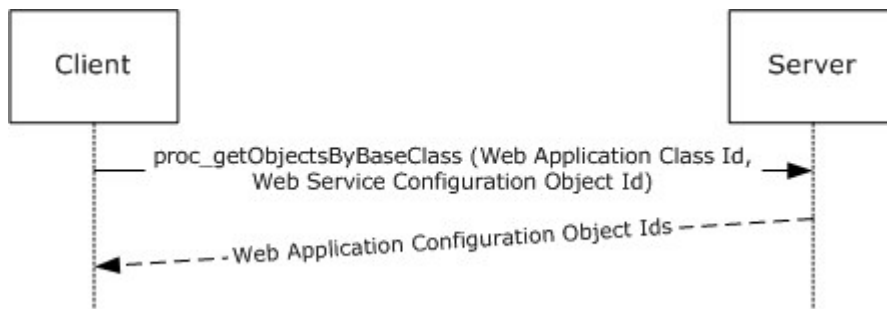 Client
Server
proc_getObjectsByBaseClass (Web Application Class Id,
Web Service Configuration Object Id)
Web Application Configuration Object Ids